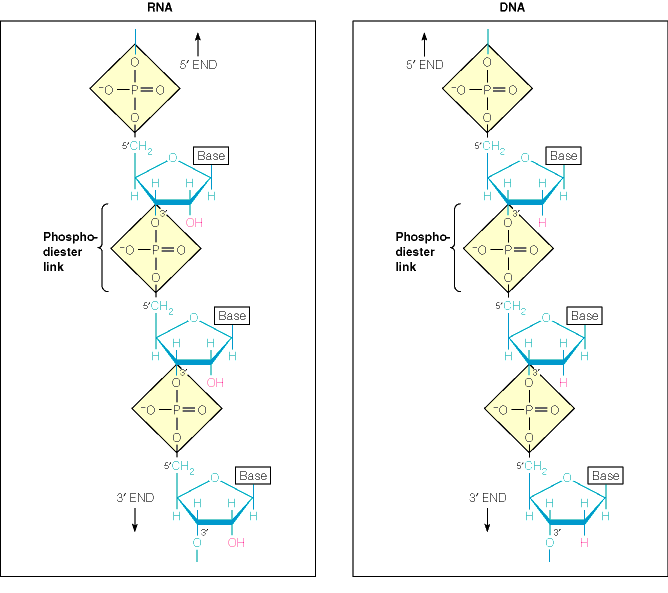 RNA
5′ END
O
⁻O—P=O
O
5′CH₂
O
Base
H H
H H
3′
OH
Phospho-
diester
link
O
⁻O—P=O
O
5′CH₂
O
Base
H H
H H
3′
OH
O
⁻O—P=O
O
5′CH₂
O
Base
3′ END
H H
H H
3′
O
OH
DNA
5′ END
O
⁻O—P=O
O
5′CH₂
O
Base
H H
H H
3′
H
Phospho-
diester
link
O
⁻O—P=O
O
5′CH₂
O
Base
H H
H H
3′
H
O
⁻O—P=O
O
5′CH₂
O
Base
3′ END
H H
H H
3′
O
H